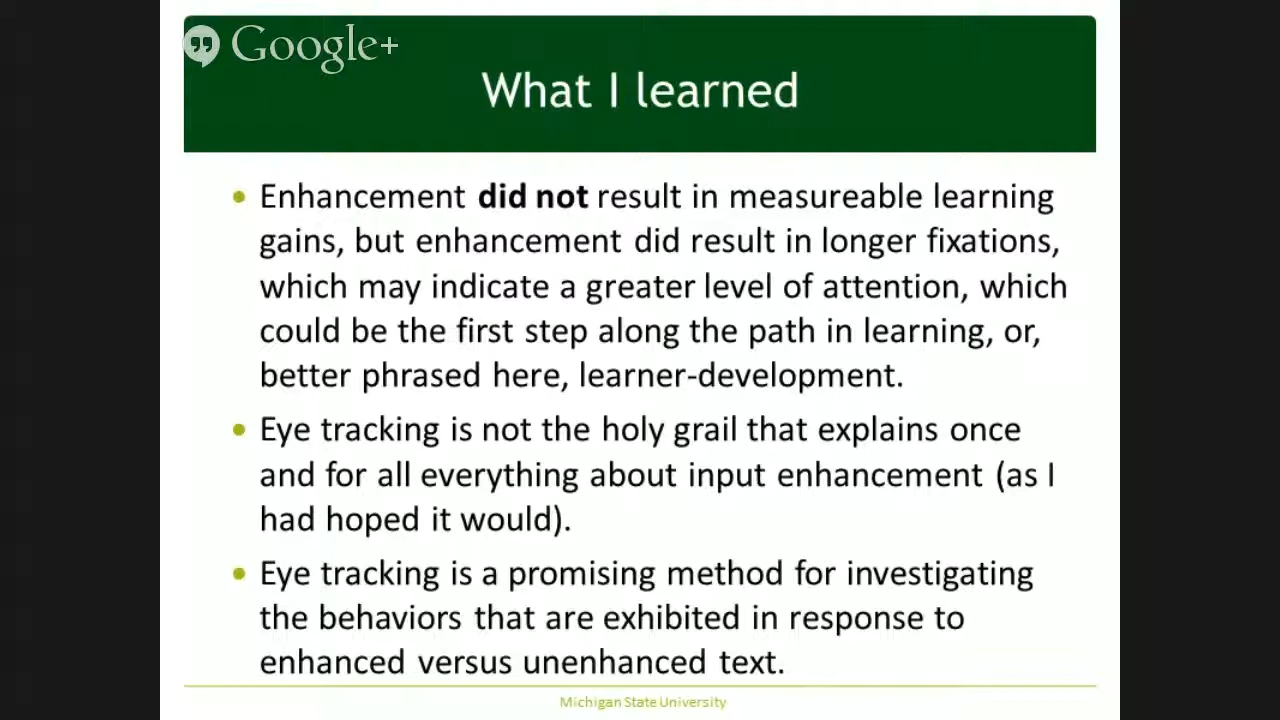 Google+
What I learned
• Enhancement did not result in measureable learning
gains, but enhancement did result in longer fixations,
which may indicate a greater level of attention, which
could be the first step along the path in learning, or,
better phrased here, learner-development.
• Eye tracking is not the holy grail that explains once
and for all everything about input enhancement (as I
had hoped it would).
• Eye tracking is a promising method for investigating
the behaviors that are exhibited in response to
enhanced versus unenhanced text.
Michigan State University